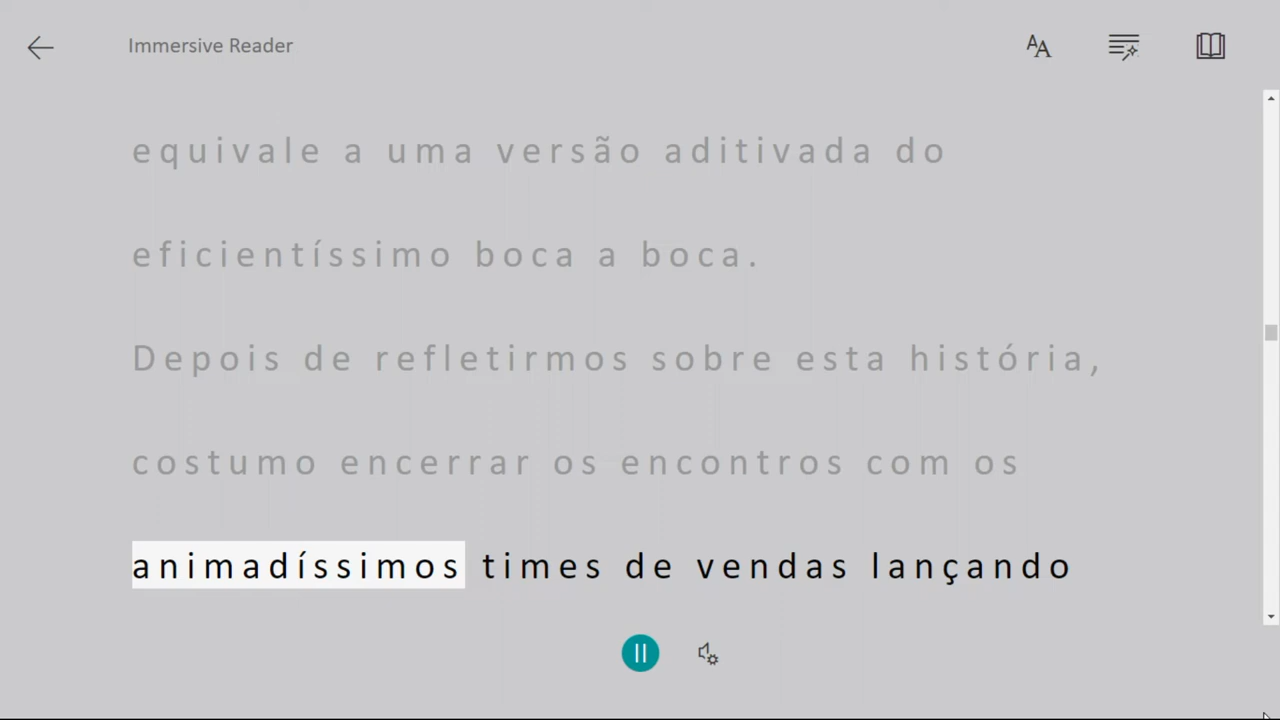 Immersive Reader
equivale a uma versão aditivada do
eficientíssimo boca a boca.
Depois de refletirmos sobre esta história,
costumo encerrar os encontros com os
animadíssimos times de vendas lançando